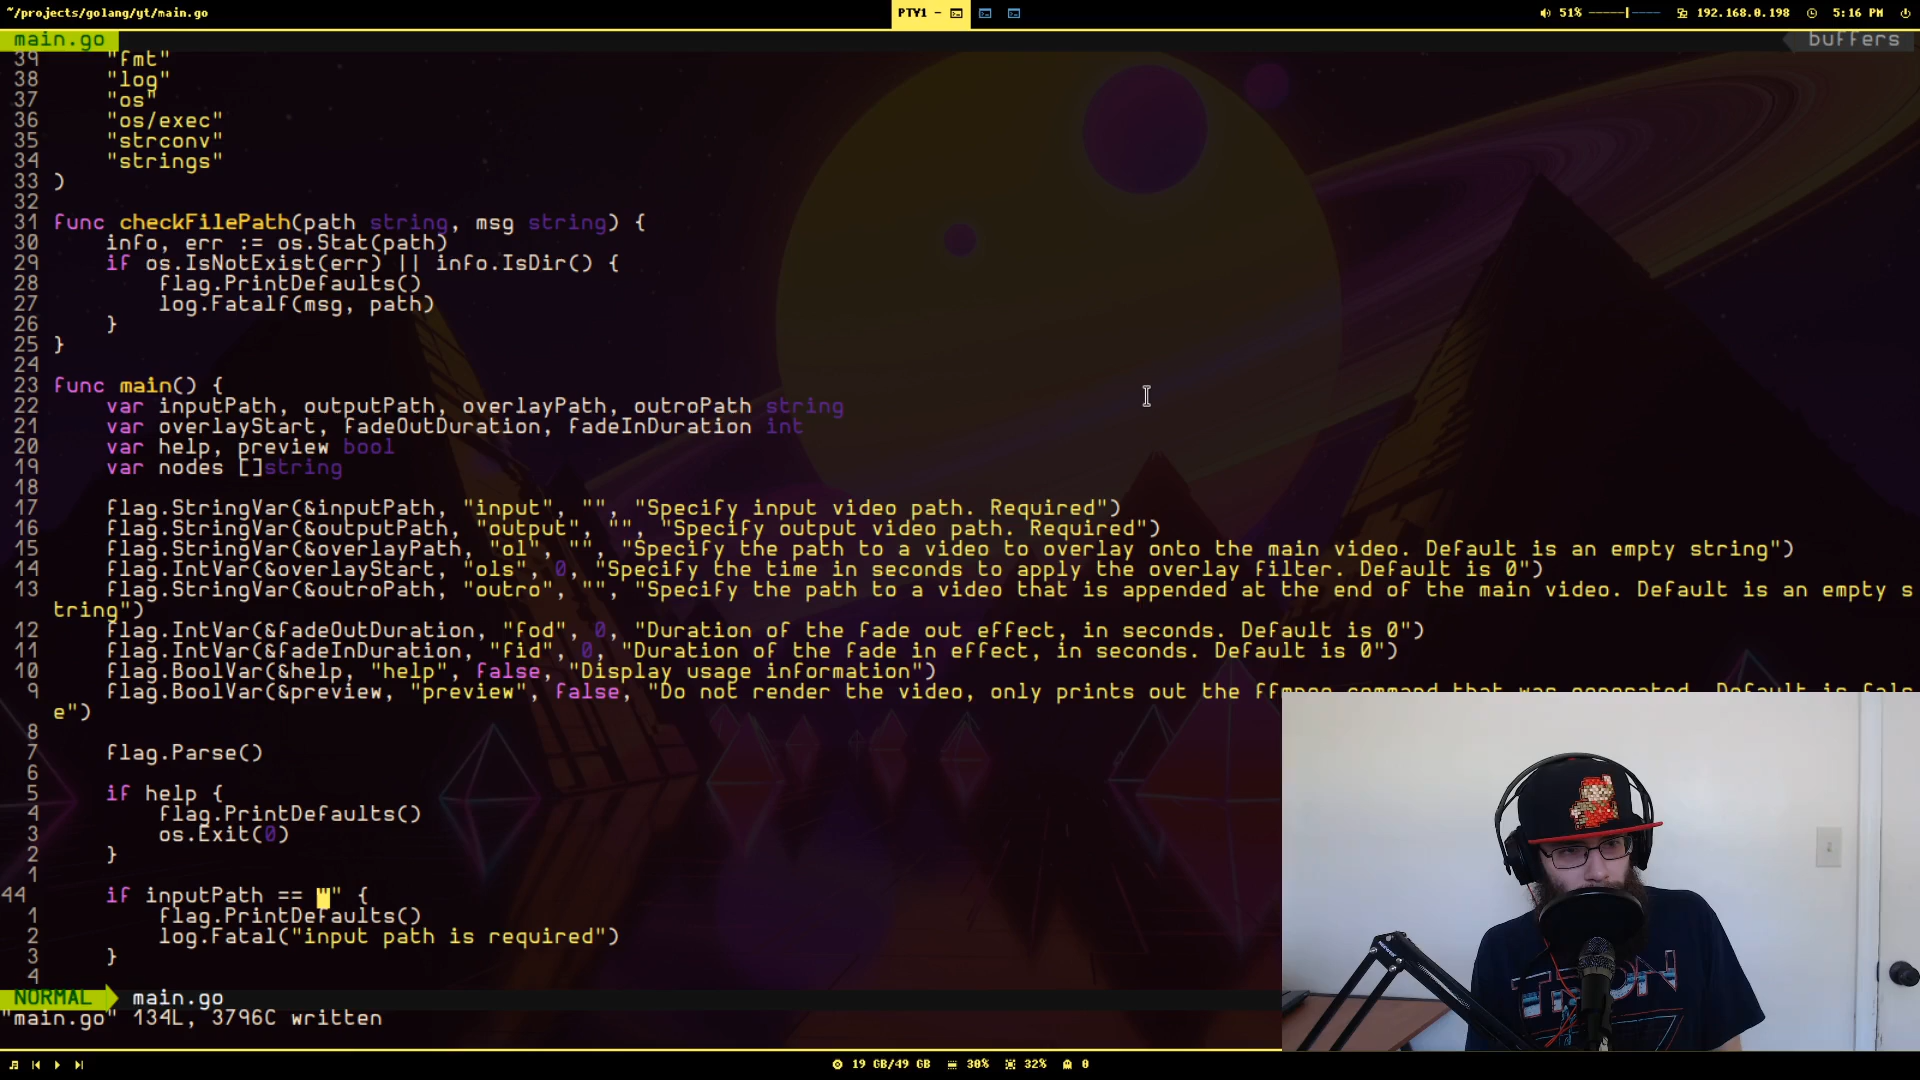 ~/projects/golang/yt/main.go
PTY1 -
51%
192.168.0.198
5:16 PM
main.go
buffers
39 "fmt"
38 "log"
37 "os"
36 "os/exec"
35 "strconv"
34 "strings"
33 )
32
31 func checkFilePath(path string, msg string) {
30 info, err := os.Stat(path)
29 if os.IsNotExist(err) || info.IsDir() {
28 flag.PrintDefaults()
27 log.Fatalf(msg, path)
26 }
25 }
24
23 func main() {
22 var inputPath, outputPath, overlayPath, outroPath string
21 var overlayStart, fadeOutDuration, fadeInDuration int
20 var help, preview bool
19 var nodes []string
18
17 flag.StringVar(&inputPath, "input", "", "Specify input video path. Required")
16 flag.StringVar(&outputPath, "output", "", "Specify output video path. Required")
15 flag.StringVar(&overlayPath, "ol", "", "Specify the path to a video to overlay onto the main video. Default is an empty string")
14 flag.IntVar(&overlayStart, "ols", 0, "Specify the time in seconds to apply the overlay filter. Default is 0")
13 flag.StringVar(&outroPath, "outro", "", "Specify the path to a video that is appended at the end of the main video. Default is an empty s
tring")
12 flag.IntVar(&fadeOutDuration, "fod", 0, "Duration of the fade out effect, in seconds. Default is 0")
11 flag.IntVar(&fadeInDuration, "fid", 0, "Duration of the fade in effect, in seconds. Default is 0")
10 flag.BoolVar(&help, "help", false, "Display usage information")
9 flag.BoolVar(&preview, "preview", false, "Do not render the video, only prints out the ffmpeg command that was generated. Default is fals
e")
8
7 flag.Parse()
6
5 if help {
4 flag.PrintDefaults()
3 os.Exit(0)
2 }
1
44 if inputPath == "" {
1 flag.PrintDefaults()
2 log.Fatal("input path is required")
3 }
4
NORMAL main.go
"main.go" 134L, 3796C written
TRON
19 GB/49 GB
30%
32%
0